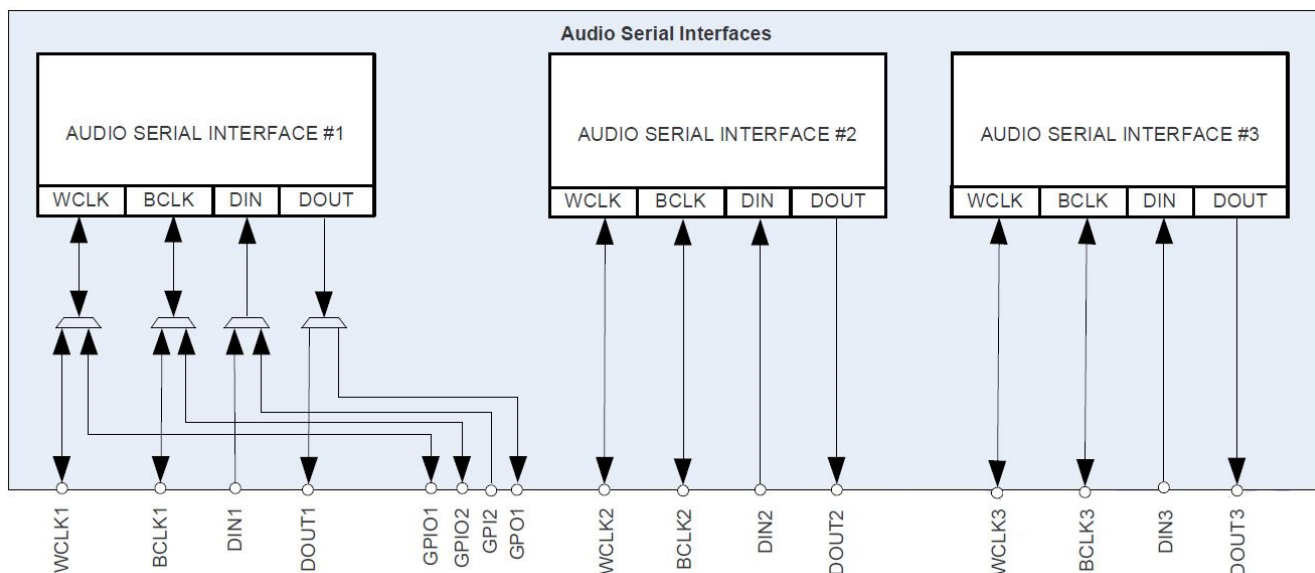 Audio Serial Interfaces
AUDIO SERIAL INTERFACE #1
WCLK BCLK DIN DOUT
AUDIO SERIAL INTERFACE #2
WCLK BCLK DIN DOUT
AUDIO SERIAL INTERFACE #3
WCLK BCLK DIN DOUT
WCLK1
BCLK1
DIN1
DOUT1
GPIO1
GPIO2
GPI2
GPO1
WCLK2
BCLK2
DIN2
DOUT2
WCLK3
BCLK3
DIN3
DOUT3